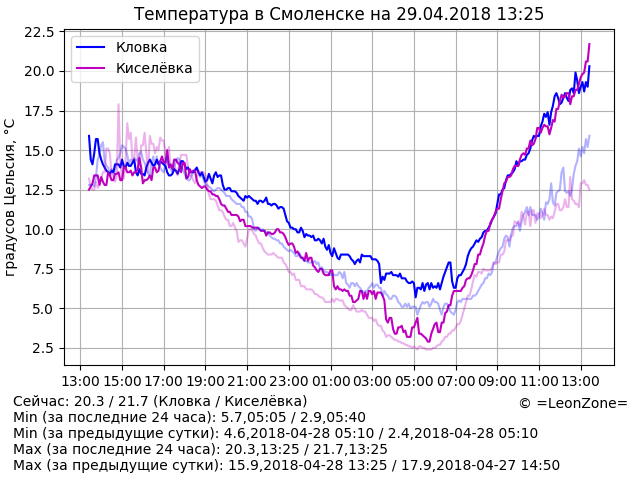 Температура в Смоленске на 29.04.2018 13:25
Кловка
Киселёвка
градусов Цельсия, °C
22.5
20.0
17.5
15.0
12.5
10.0
7.5
5.0
2.5
13:00 15:00 17:00 19:00 21:00 23:00 01:00 03:00 05:00 07:00 09:00 11:00 13:00
Сейчас: 20.3 / 21.7 (Кловка / Киселёвка)
© =LeonZone=
Min (за последние 24 часа): 5.7,05:05 / 2.9,05:40
Min (за предыдущие сутки): 4.6,2018-04-28 05:10 / 2.4,2018-04-28 05:10
Max (за последние 24 часа): 20.3,13:25 / 21.7,13:25
Max (за предыдущие сутки): 15.9,2018-04-28 13:25 / 17.9,2018-04-27 14:50